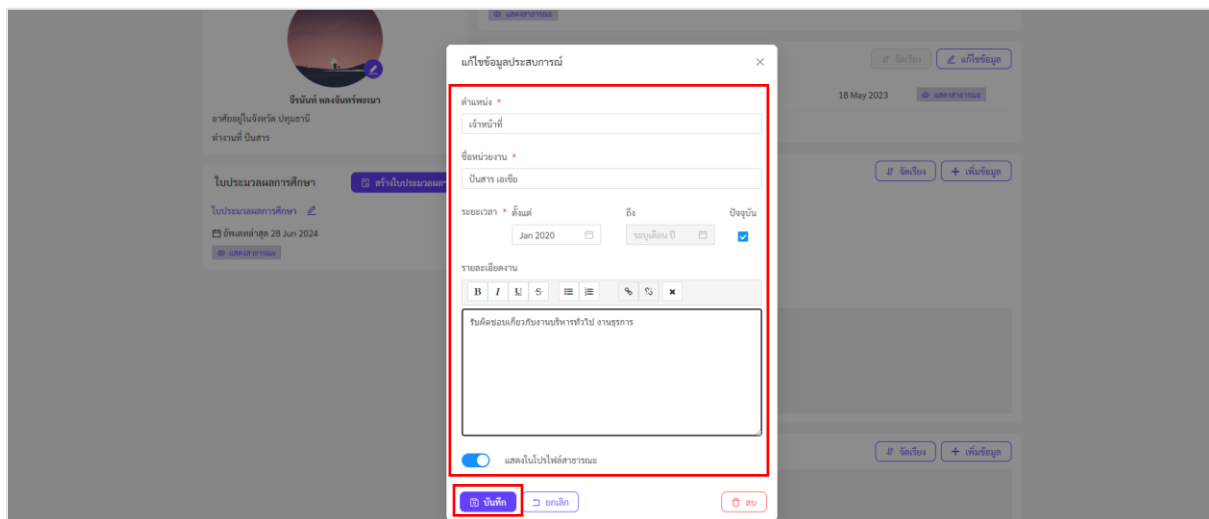 แสดงสาธารณะ
แก้ไขข้อมูลประสบการณ์
จัดเรียง
แก้ไขข้อมูล
18 May 2023
แสดงสาธารณะ
จีรนันท์ หลงจันทร์พะเนา
อาศัยอยู่ในจังหวัด ปทุมธานี
ทำงานที่ ปันสาร
ตำแหน่ง *
เจ้าหน้าที่
ชื่อหน่วยงาน *
ปันสาร เอเชีย
จัดเรียง
+ เพิ่มข้อมูล
ใบประมวลผลการศึกษา
สร้างใบประมวลผล
ใบประมวลผลการศึกษา
อัพเดทล่าสุด 28 Jun 2024
แสดงสาธารณะ
ระยะเวลา * ตั้งแต่ ถึง ปัจจุบัน
Jan 2020 ระบุเดือน ปี
รายละเอียดงาน
B I U S
รับผิดชอบเกี่ยวกับงานบริหารทั่วไป งานธุรการ
แสดงในโปรไฟล์สาธารณะ
จัดเรียง
+ เพิ่มข้อมูล
บันทึก
ยกเลิก
ลบ